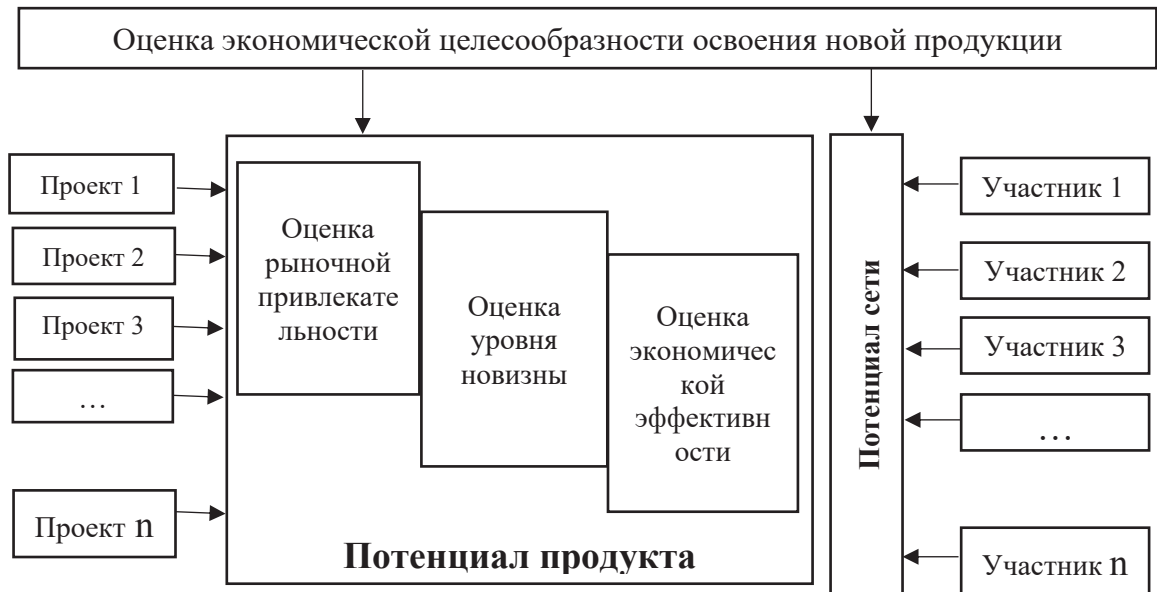 Оценка экономической целесообразности освоения новой продукции
Проект 1
Проект 2
Проект 3
…
Проект n
Оценка
рыночной
привлекате
льности
Оценка
уровня
новизны
Оценка
экономичес
кой
эффективн
ости
Потенциал продукта
Потенциал сети
Участник 1
Участник 2
Участник 3
…
Участник n